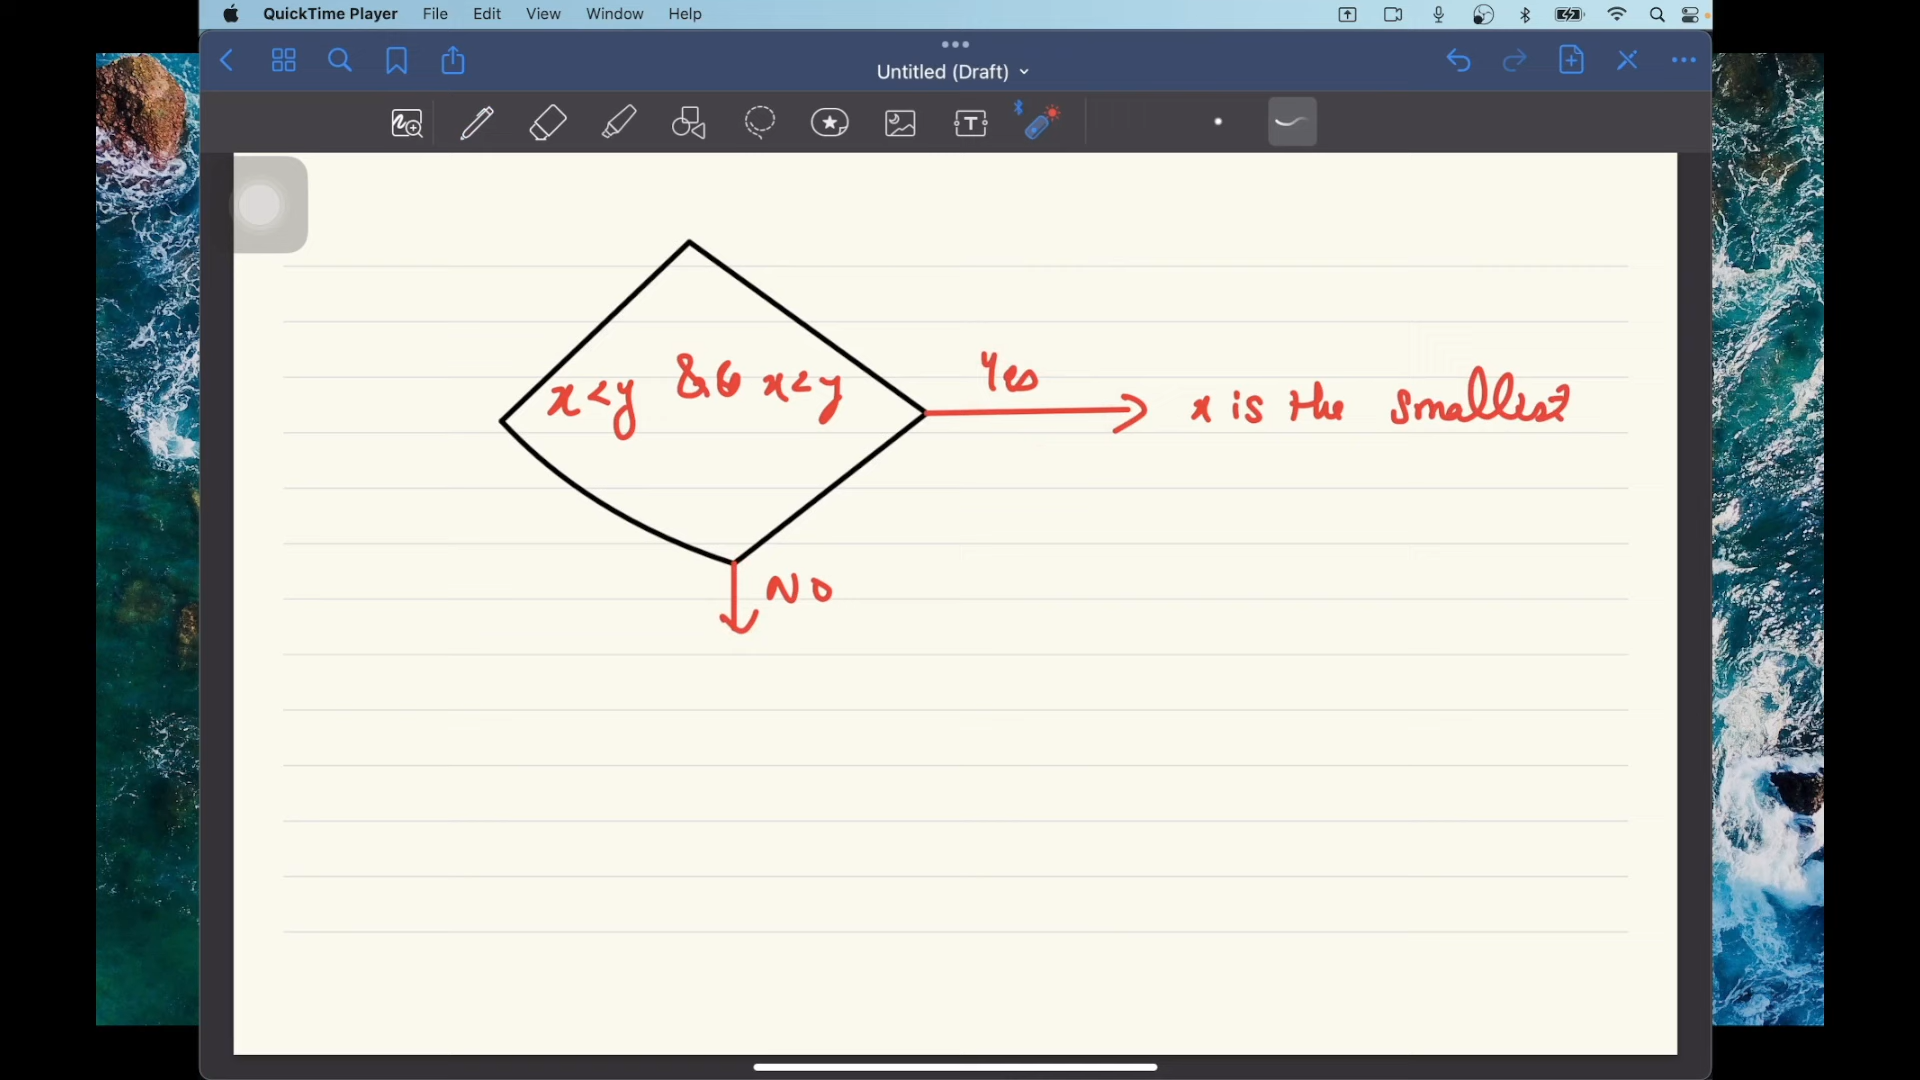 QuickTime Player File Edit View Window Help
Untitled (Draft)
T
x<y && x<y
Yes
x is the smallest
NO